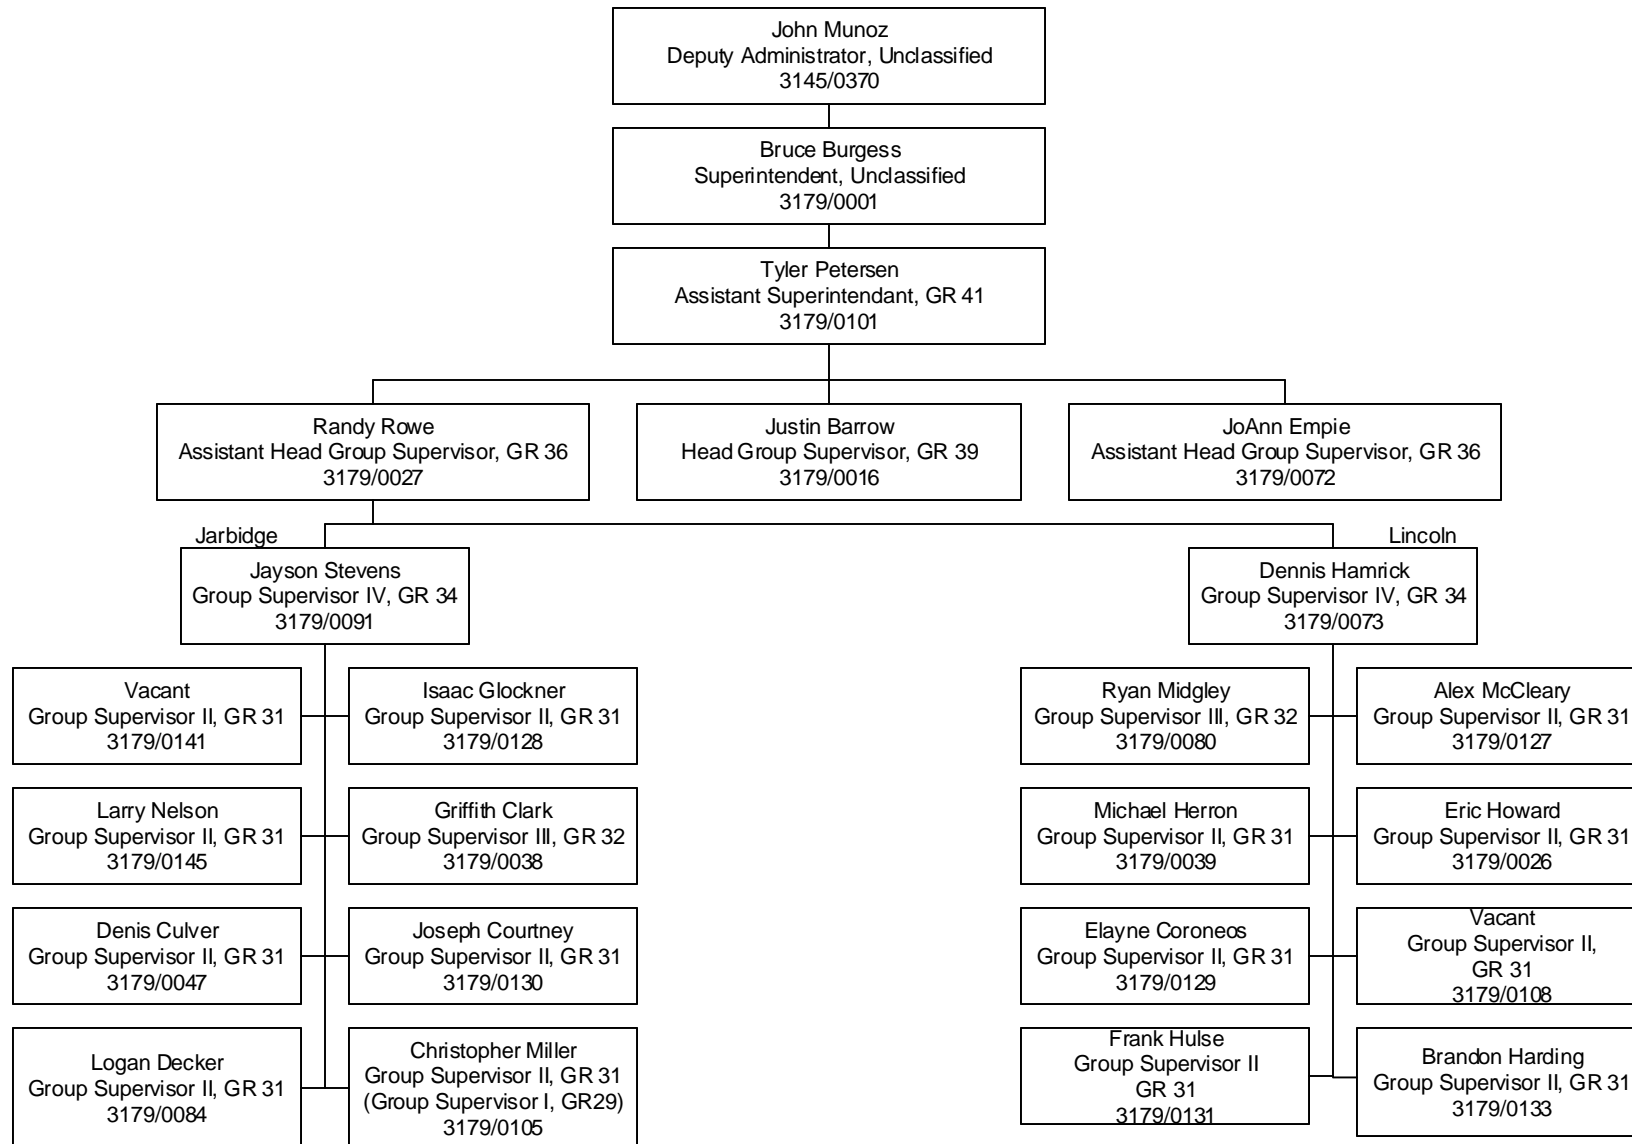 John Munoz
Deputy Administrator, Unclassified
3145/0370
Bruce Burgess
Superintendent, Unclassified
3179/0001
Tyler Petersen
Assistant Superintendant, GR 41
3179/0101
Randy Rowe
Assistant Head Group Supervisor, GR 36
3179/0027
Justin Barrow
Head Group Supervisor, GR 39
3179/0016
JoAnn Empie
Assistant Head Group Supervisor, GR 36
3179/0072
Jarbidge
Jayson Stevens
Group Supervisor IV, GR 34
3179/0091
Lincoln
Dennis Hamrick
Group Supervisor IV, GR 34
3179/0073
Vacant
Group Supervisor II, GR 31
3179/0141
Isaac Glockner
Group Supervisor II, GR 31
3179/0128
Ryan Midgley
Group Supervisor III, GR 32
3179/0080
Alex McCleary
Group Supervisor II, GR 31
3179/0127
Larry Nelson
Group Supervisor II, GR 31
3179/0145
Griffith Clark
Group Supervisor III, GR 32
3179/0038
Michael Herron
Group Supervisor II, GR 31
3179/0039
Eric Howard
Group Supervisor II, GR 31
3179/0026
Denis Culver
Group Supervisor II, GR 31
3179/0047
Joseph Courtney
Group Supervisor II, GR 31
3179/0130
Elayne Coroneos
Group Supervisor II, GR 31
3179/0129
Vacant
Group Supervisor II,
GR 31
3179/0108
Logan Decker
Group Supervisor II, GR 31
3179/0084
Christopher Miller
Group Supervisor II, GR 31
(Group Supervisor I, GR29)
3179/0105
Frank Hulse
Group Supervisor II
GR 31
3179/0131
Brandon Harding
Group Supervisor II, GR 31
3179/0133